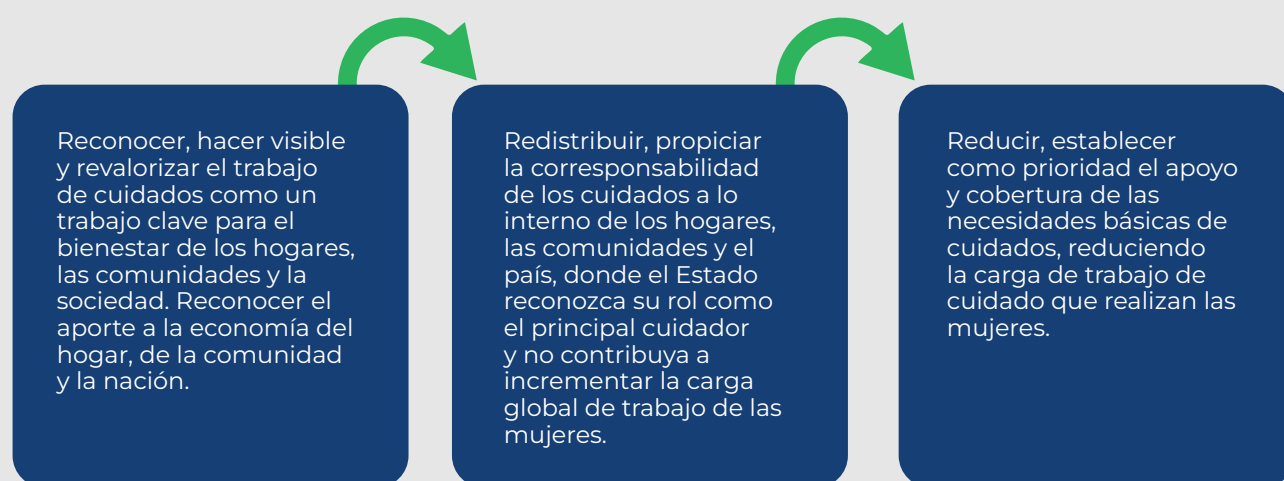 Reconocer, hacer visible
y revalorizar el trabajo
de cuidados como un
trabajo clave para el
bienestar de los hogares,
las comunidades y la
sociedad. Reconocer el
aporte a la economía del
hogar, de la comunidad
y la nación.
Redistribuir, propiciar
la corresponsabilidad
de los cuidados a lo
interno de los hogares,
las comunidades y el
país, donde el Estado
reconozca su rol como
el principal cuidador
y no contribuya a
incrementar la carga
global de trabajo de las
mujeres.
Reducir, establecer
como prioridad el apoyo
y cobertura de las
necesidades básicas de
cuidados, reduciendo
la carga de trabajo de
cuidado que realizan las
mujeres.